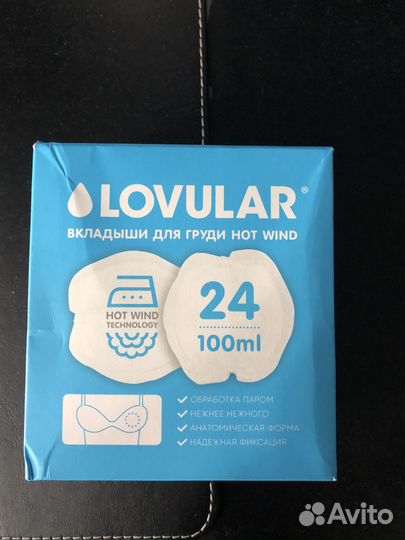 LOVULAR®
ВКЛАДЫШИ ДЛЯ ГРУДИ HOT WIND
HOT WIND
TECHNOLOGY
24
100ml
ОБРАБОТКА ПАРОМ
НЕЖНЕЕ НЕЖНОГО
АНАТОМИЧЕСКАЯ ФОРМА
НАДЕЖНАЯ ФИКСАЦИЯ
Avito